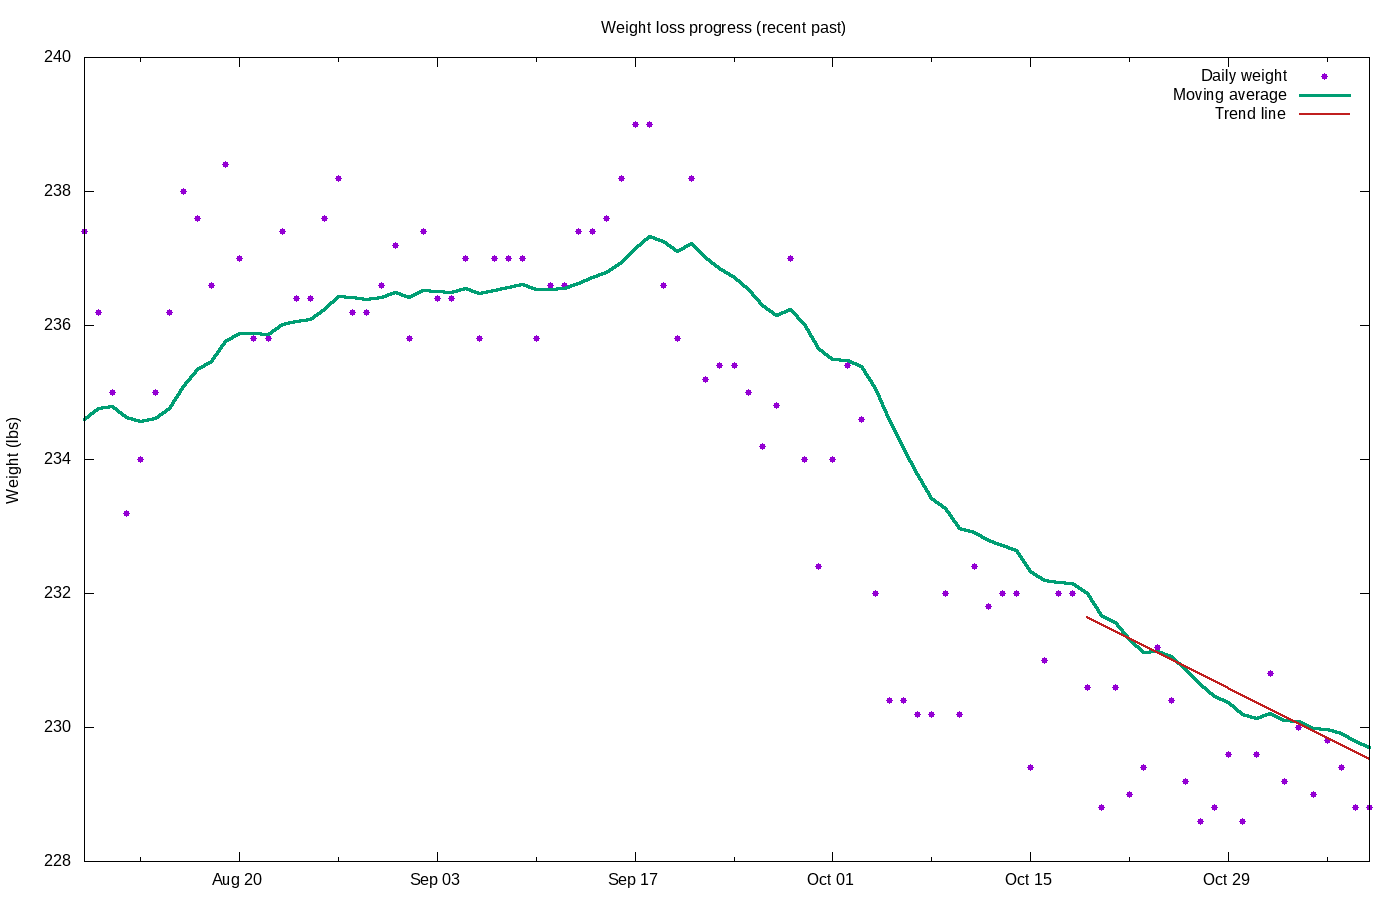 Weight loss progress (recent past)
Daily weight
Moving average
Trend line
Weight (lbs)
240
238
236
234
232
230
228
Aug 20
Sep 03
Sep 17
Oct 01
Oct 15
Oct 29